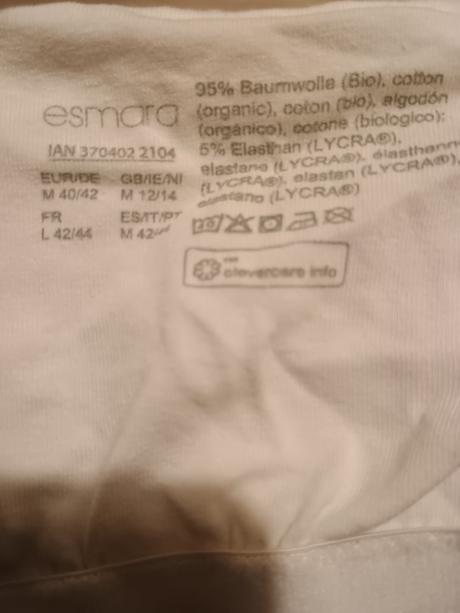 esmara
IAN 370402 2104
EUR/DE GB/IE/NI
M 40/42 M 12/14
FR ES/IT/PT
L 42/44 M 42/44
95% Baumwolle (Bio), cotton
(organic), coton (bio), algodón
(orgánico), cotone (biologico);
5% Elasthan (LYCRA®),
elastane (LYCRA®), élasthanne
(LYCRA®), elastan (LYCRA®),
elastano (LYCRA®)
clevercare.info